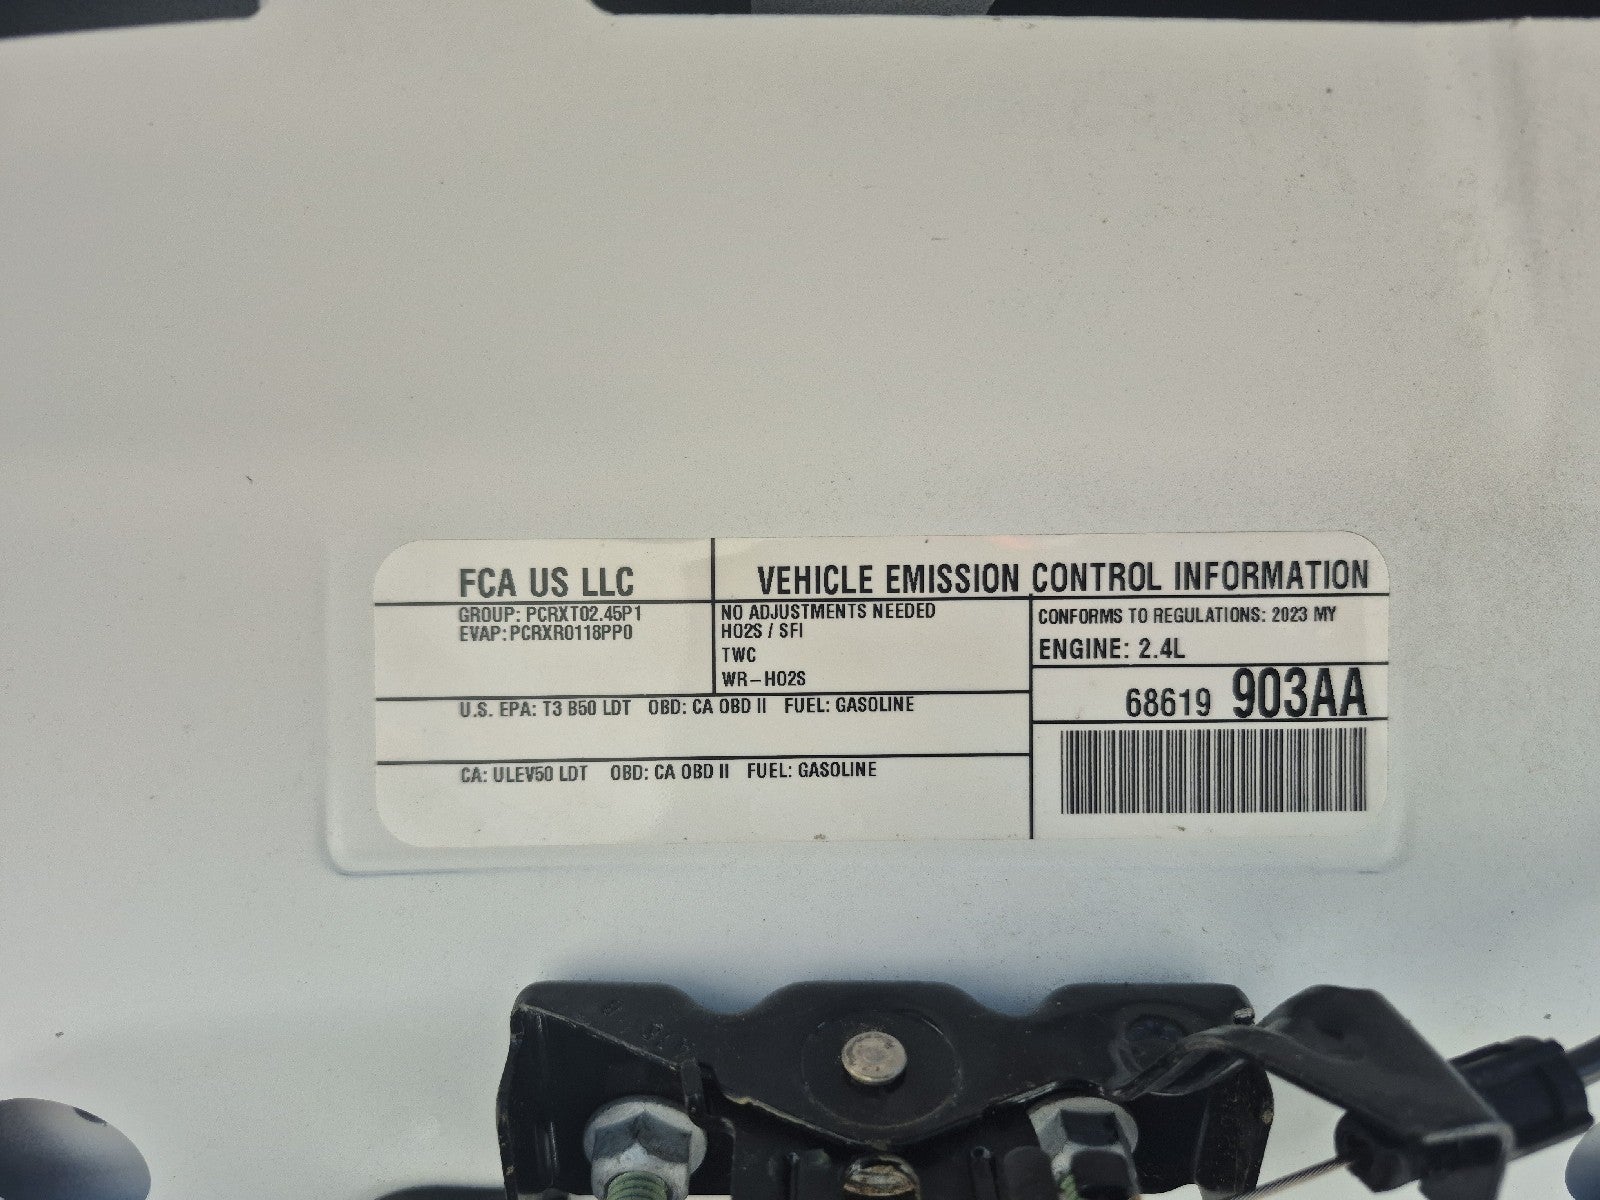 FCA US LLC
VEHICLE EMISSION CONTROL INFORMATION
GROUP: PCRXT02.45P1
EVAP: PCRXR0118PP0
NO ADJUSTMENTS NEEDED
HO2S / SFI
TWC
WR-HO2S
CONFORMS TO REGULATIONS: 2023 MY
ENGINE: 2.4L
68619 903AA
U.S. EPA: T3 B50 LDT OBD: CA OBD II FUEL: GASOLINE
CA: ULEV50 LDT OBD: CA OBD II FUEL: GASOLINE